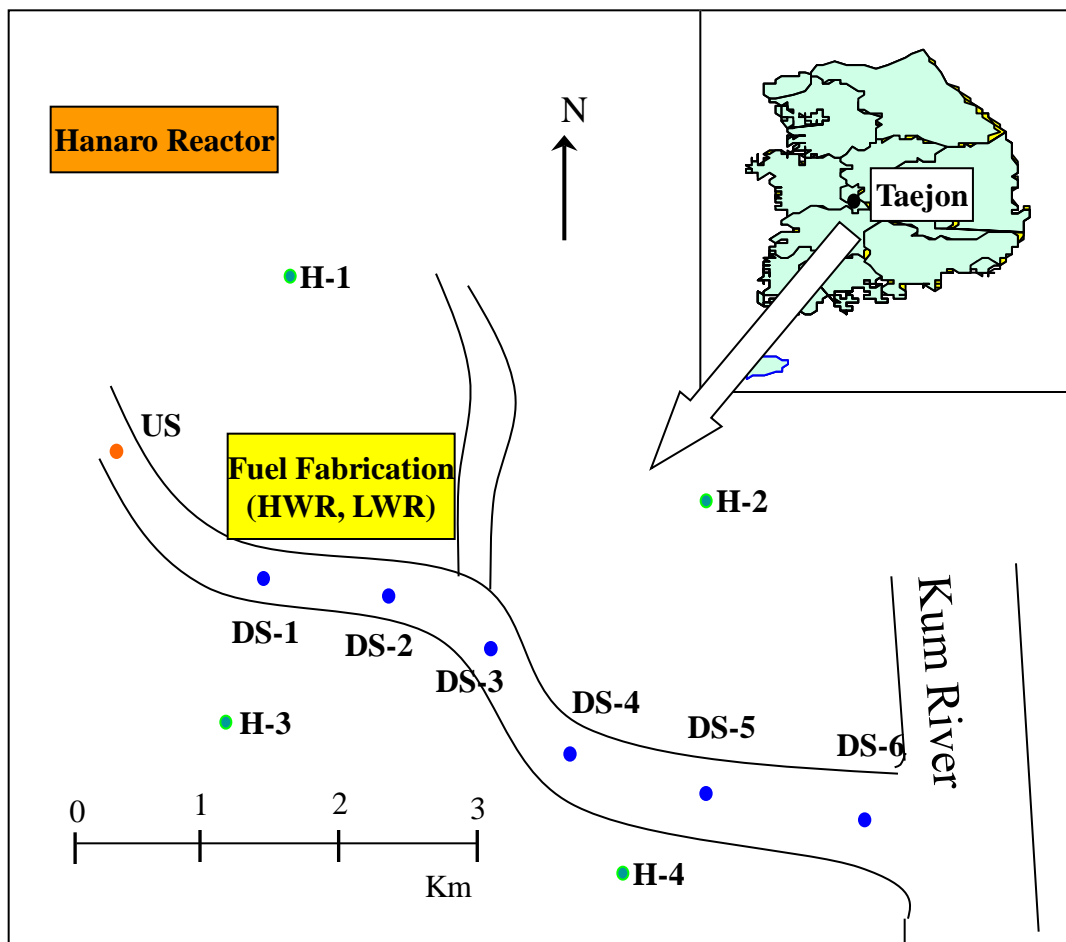 Hanaro Reactor
N
Taejon
H-1
US
Fuel Fabrication
(HWR, LWR)
H-2
DS-1
DS-2
DS-3
DS-4
DS-5
DS-6
Kum River
H-3
0
1
2
3
Km
H-4